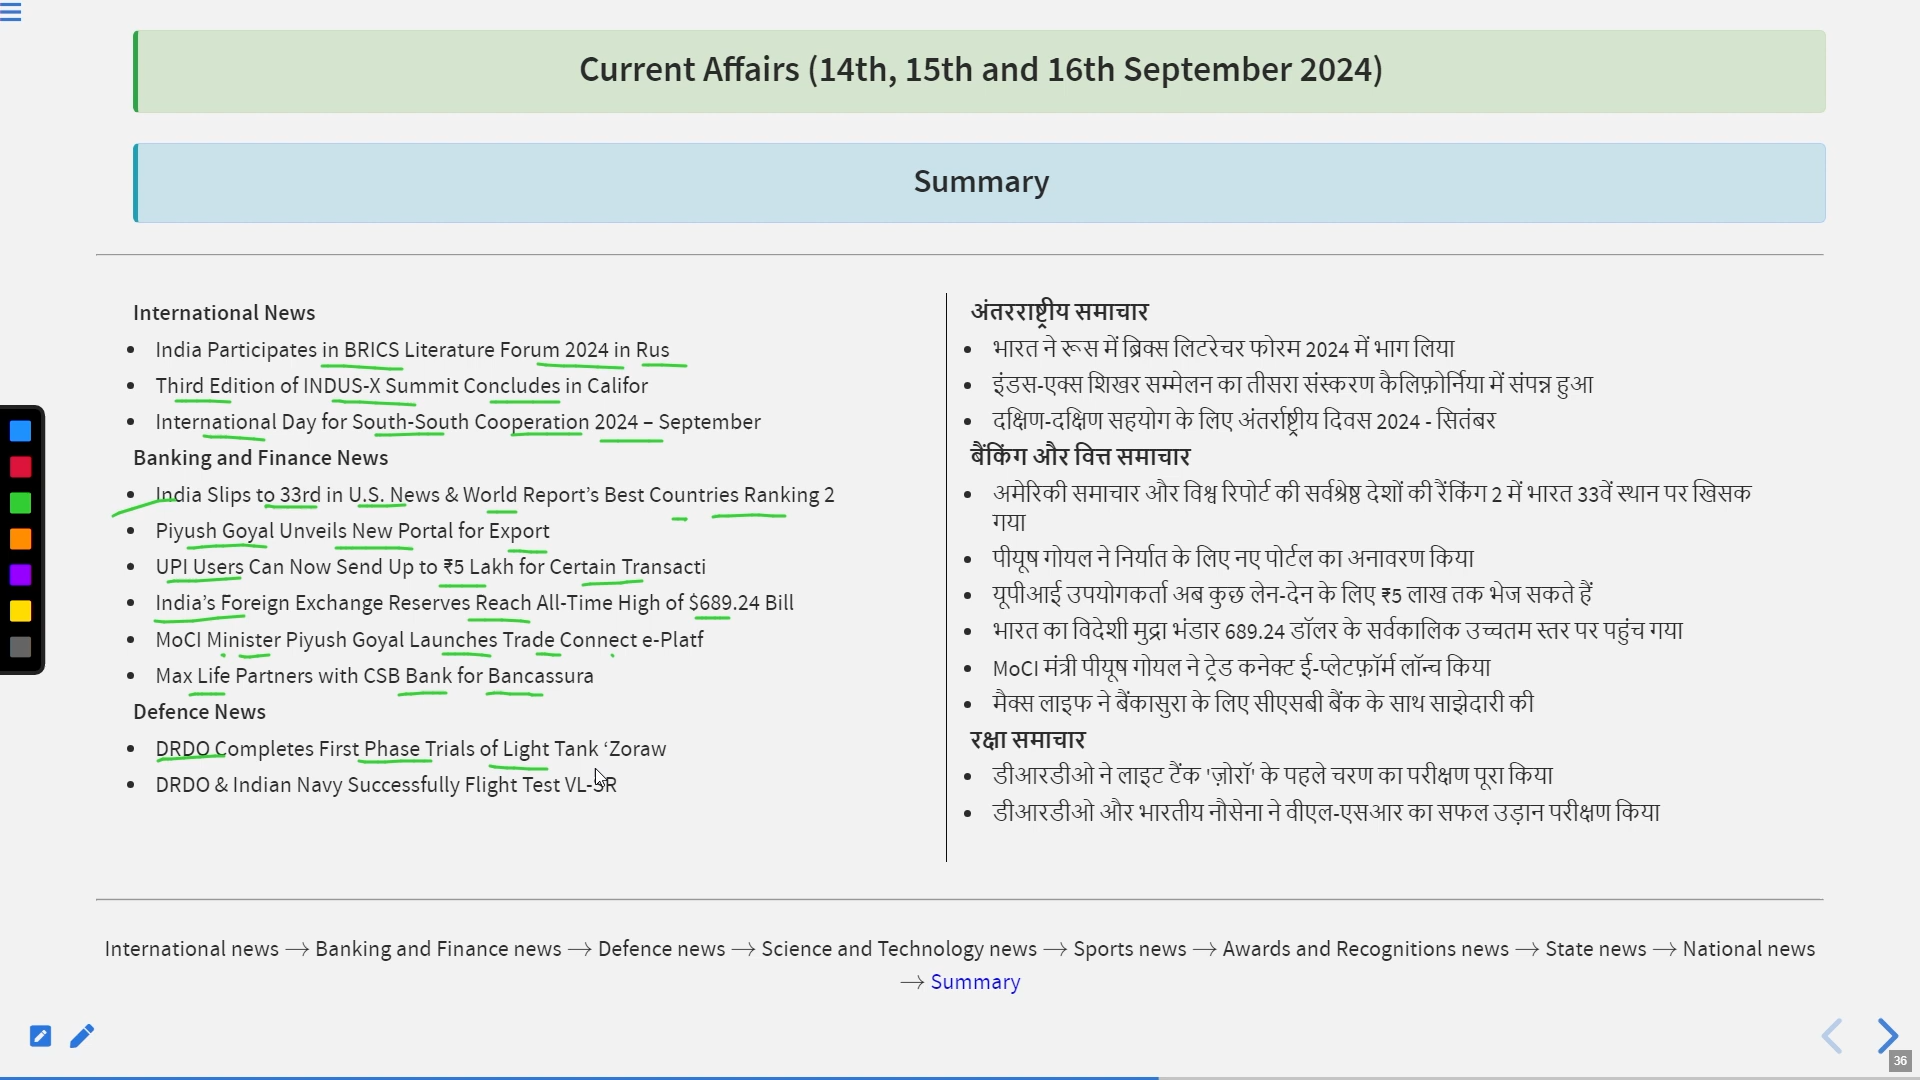 Current Affairs (14th, 15th and 16th September 2024)
Summary
International News
India Participates in BRICS Literature Forum 2024 in Rus
Third Edition of INDUS-X Summit Concludes in Califor
International Day for South-South Cooperation 2024 – September
Banking and Finance News
India Slips to 33rd in U.S. News & World Report’s Best Countries Ranking 2
Piyush Goyal Unveils New Portal for Export
UPI Users Can Now Send Up to ₹5 Lakh for Certain Transacti
India’s Foreign Exchange Reserves Reach All-Time High of $689.24 Bill
MoCI Minister Piyush Goyal Launches Trade Connect e-Platf
Max Life Partners with CSB Bank for Bancassura
Defence News
DRDO Completes First Phase Trials of Light Tank ‘Zoraw
DRDO & Indian Navy Successfully Flight Test VL-SR
अंतरराष्ट्रीय समाचार
भारत ने रूस में ब्रिक्स लिटरेचर फोरम 2024 में भाग लिया
इंडस-एक्स शिखर सम्मेलन का तीसरा संस्करण कैलिफ़ोर्निया में संपन्न हुआ
दक्षिण-दक्षिण सहयोग के लिए अंतर्राष्ट्रीय दिवस 2024 - सितंबर
बैंकिंग और वित्त समाचार
अमेरिकी समाचार और विश्व रिपोर्ट की सर्वश्रेष्ठ देशों की रैंकिंग 2 में भारत 33वें स्थान पर खिसक
गया
पीयूष गोयल ने निर्यात के लिए नए पोर्टल का अनावरण किया
यूपीआई उपयोगकर्ता अब कुछ लेन-देन के लिए ₹5 लाख तक भेज सकते हैं
भारत का विदेशी मुद्रा भंडार 689.24 डॉलर के सर्वकालिक उच्चतम स्तर पर पहुंच गया
MoCI मंत्री पीयूष गोयल ने ट्रेड कनेक्ट ई-प्लेटफ़ॉर्म लॉन्च किया
मैक्स लाइफ ने बैंकासुरा के लिए सीएसबी बैंक के साथ साझेदारी की
रक्षा समाचार
डीआरडीओ ने लाइट टैंक 'ज़ोरॉ' के पहले चरण का परीक्षण पूरा किया
डीआरडीओ और भारतीय नौसेना ने वीएल-एसआर का सफल उड़ान परीक्षण किया
International news → Banking and Finance news → Defence news → Science and Technology news → Sports news → Awards and Recognitions news → State news → National news
→ Summary
36